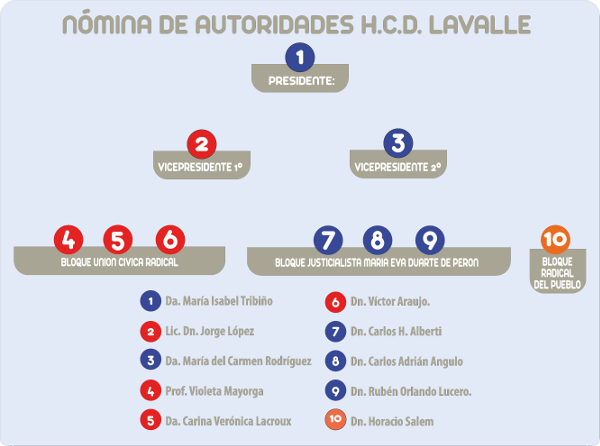 NÓMINA DE AUTORIDADES H.C.D. LAVALLE
1
PRESIDENTE:
2
VICEPRESIDENTE 1º
3
VICEPRESIDENTE 2º
4 5 6
BLOQUE UNION CIVICA RADICAL
7 8 9
BLOQUE JUSTICIALISTA MARIA EVA DUARTE DE PERON
10
BLOQUE
RADICAL
DEL PUEBLO
1 Da. María Isabel Tribiño
2 Lic. Dn. Jorge López
3 Da. María del Carmen Rodríguez
4 Prof. Violeta Mayorga
5 Da. Carina Verónica Lacroux
6 Dn. Víctor Araujo.
7 Dn. Carlos H. Alberti
8 Dn. Carlos Adrián Angulo
9 Dn. Rubén Orlando Lucero.
10 Dn. Horacio Salem